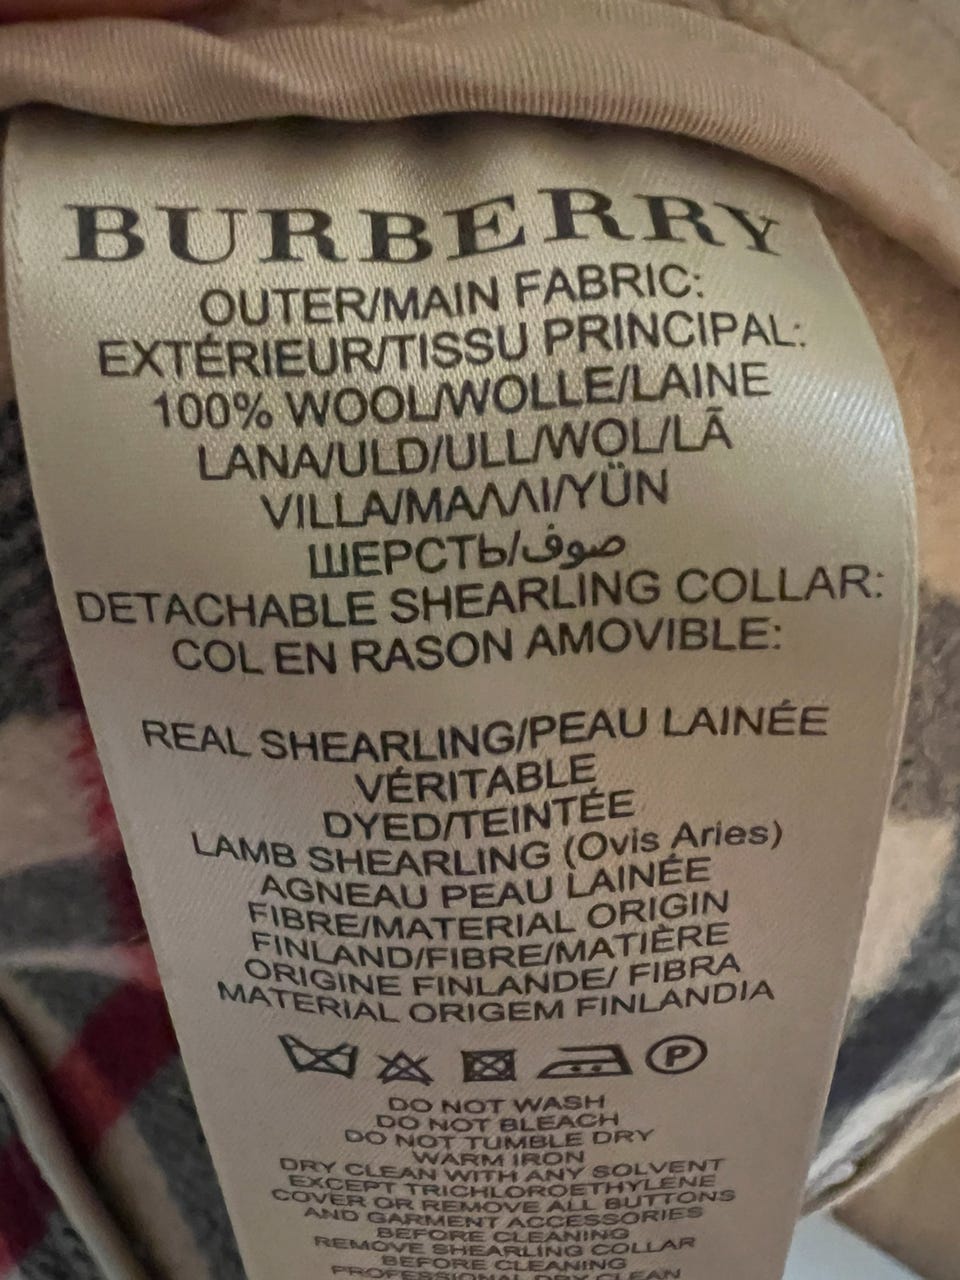 BURBERRY
OUTER/MAIN FABRIC:
EXTÉRIEUR/TISSU PRINCIPAL:
100% WOOL/WOLLE/LAINE
LANA/ULD/ULL/WOL/LÃ
VILLA/ΜΑΛΛΙ/YÜN
ШЕРСТЬ/صوف
DETACHABLE SHEARLING COLLAR:
COL EN RASON AMOVIBLE:
REAL SHEARLING/PEAU LAINÉE
VÉRITABLE
DYED/TEINTÉE
LAMB SHEARLING (Ovis Aries)
AGNEAU PEAU LAINÉE
FIBRE/MATERIAL ORIGIN
FINLAND/FIBRE/MATIÈRE
ORIGINE FINLANDE/ FIBRA
MATERIAL ORIGEM FINLANDIA
P
DO NOT WASH
DO NOT BLEACH
DO NOT TUMBLE DRY
WARM IRON
DRY CLEAN WITH ANY SOLVENT
EXCEPT TRICHLOROETHYLENE
COVER OR REMOVE ALL BUTTONS
AND GARMENT ACCESSORIES
BEFORE CLEANING
REMOVE SHEARLING COLLAR
BEFORE CLEANING
PROFESSIONAL DRY CLEAN